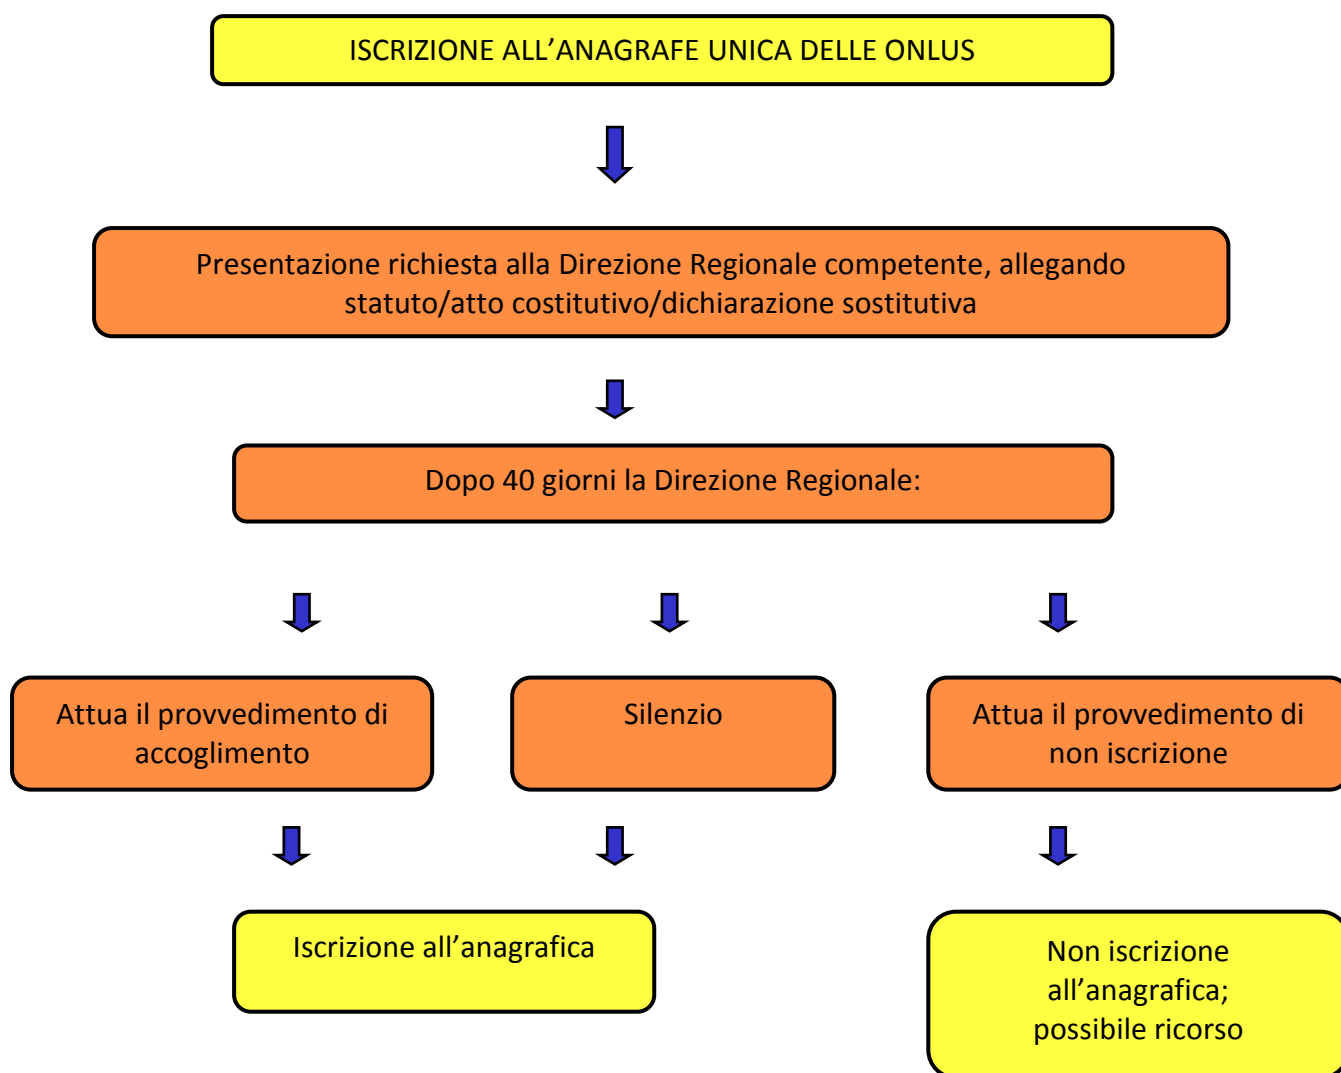 ISCRIZIONE ALL’ANAGRAFE UNICA DELLE ONLUS
Presentazione richiesta alla Direzione Regionale competente, allegando
statuto/atto costitutivo/dichiarazione sostitutiva
Dopo 40 giorni la Direzione Regionale:
Attua il provvedimento di
accoglimento
Silenzio
Attua il provvedimento di
non iscrizione
Iscrizione all’anagrafica
Non iscrizione
all’anagrafica;
possibile ricorso